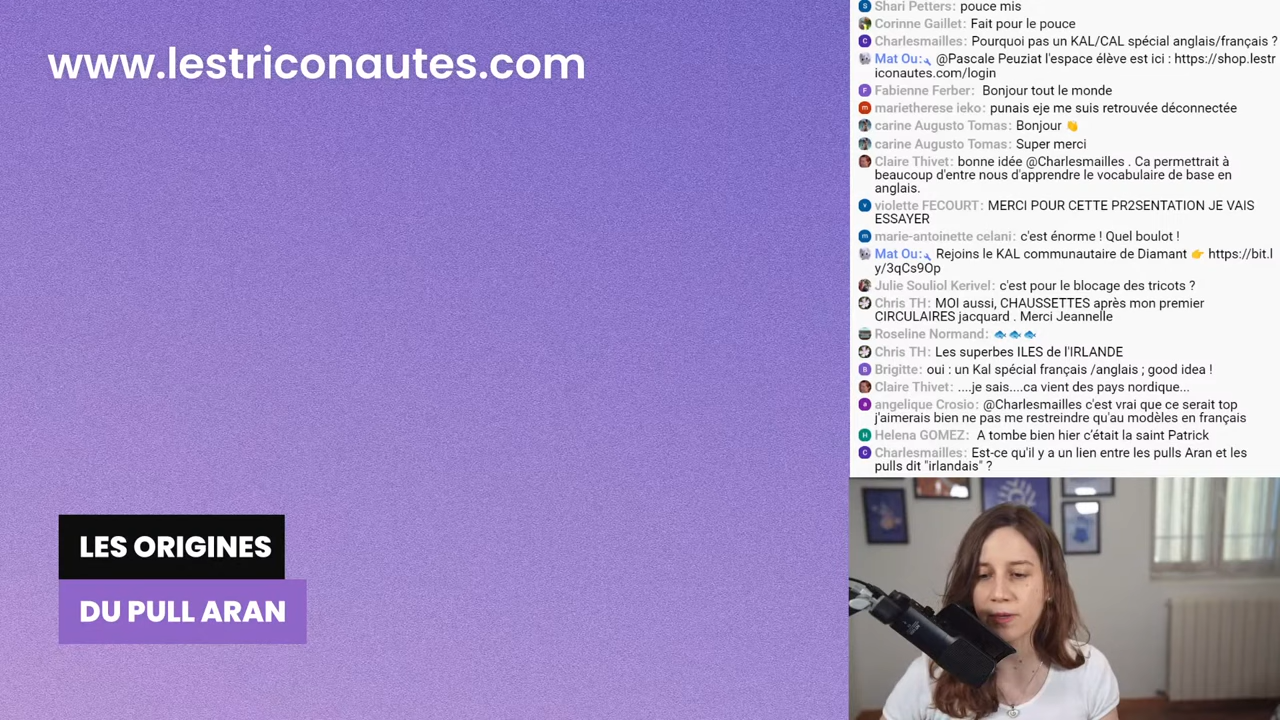 www.lestriconautes.com
LES ORIGINES
DU PULL ARAN
Shari Petters: pouce mis
Corinne Gaillet: Fait pour le pouce
Charlesmailles: Pourquoi pas un KAL/CAL spécial anglais/français ?
Mat Ou: @Pascale Peuziat l'espace élève est ici : https://shop.lestr
iconautes.com/login
Fabienne Ferber: Bonjour tout le monde
mariethérese ieko: punais eje me suis retrouvée déconnectée
carine Augusto Tomas: Bonjour 👋
carine Augusto Tomas: Super merci
Claire Thivet: bonne idée @Charlesmailles . Ca permettrait à
beaucoup d'entre nous d'apprendre le vocabulaire de base en
anglais.
violette FECOURT: MERCI POUR CETTE PR2SENTATION JE VAIS
ESSAYER
marie-antoinette celani: c'est énorme ! Quel boulot !
Mat Ou: Rejoins le KAL communautaire de Diamant 👉 https://bit.l
y/3qCs9Op
Julie Souliol Kerivel: c'est pour le blocage des tricots ?
Chris TH: MOI aussi, CHAUSSETTES après mon premier
CIRCULAIRES jacquard . Merci Jeannelle
Roseline Normand: 🐟🐟🐟
Chris TH: Les superbes ILES de l'IRLANDE
Brigitte: oui : un Kal spécial français /anglais ; good idea !
Claire Thivet: ....je sais....ca vient des pays nordique...
angelique Crosio: @Charlesmailles c'est vrai que ce serait top
j'aimerais bien ne pas me restreindre qu'au modèles en français
Helena GOMEZ: A tombe bien hier c'était la saint Patrick
Charlesmailles: Est-ce qu'il y a un lien entre les pulls Aran et les
pulls dit "irlandais" ?